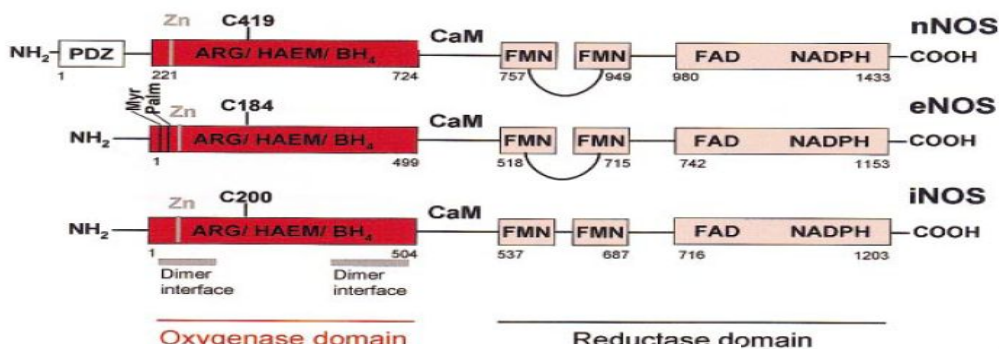 Zn C419 CaM nNOS
NH2 PDZ ARG/ HAEM/ BH4 FMN FMN FAD NADPH COOH
1 221 724 757 949 980 1433
Myr Palm Zn C184 CaM eNOS
NH2 ARG/ HAEM/ BH4 FMN FMN FAD NADPH COOH
1 499 518 715 742 1153
Zn C200 CaM iNOS
NH2 ARG/ HAEM/ BH4 FMN FMN FAD NADPH COOH
1 504 537 687 716 1203
Dimer Dimer
interface interface
Oxygenase domain Reductase domain